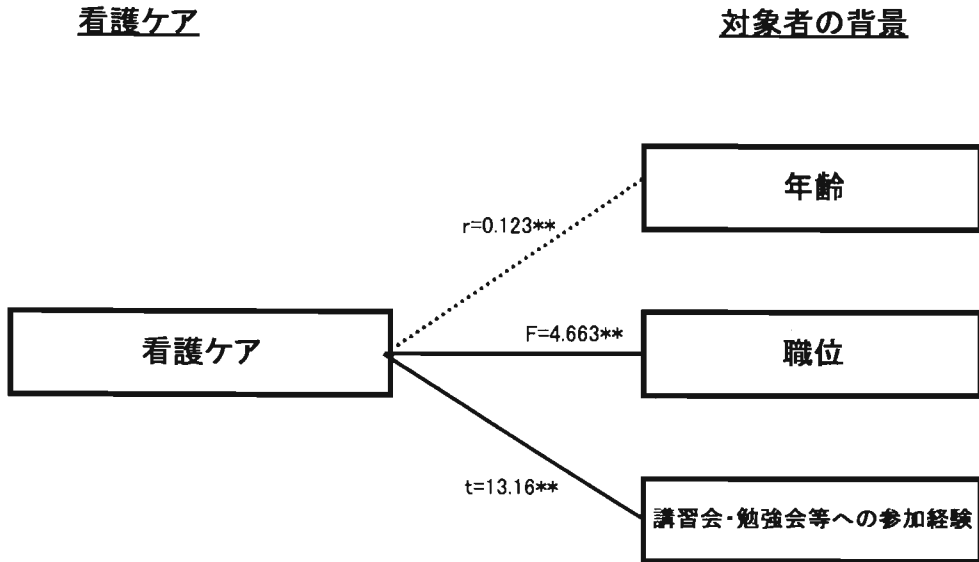 看護ケア
対象者の背景
年齢
r=0.123**
看護ケア
F=4.663**
職位
t=13.16**
講習会・勉強会等への参加経験